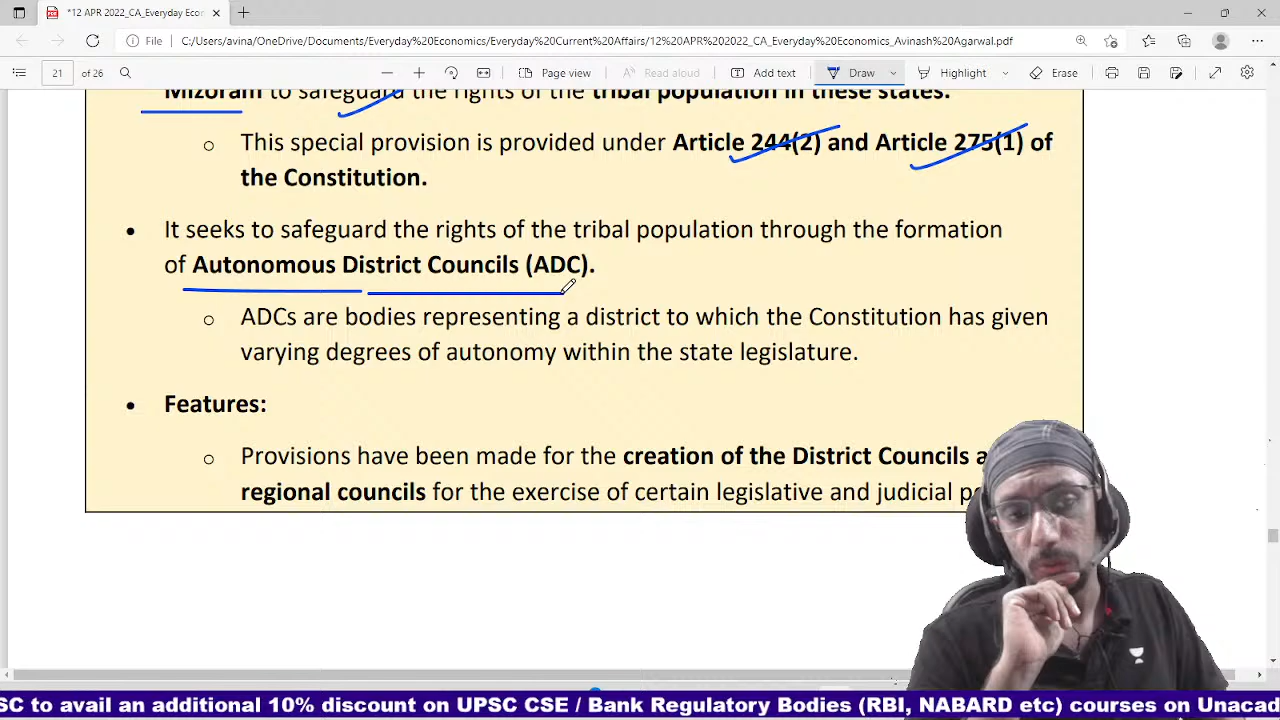 *12 APR 2022_CA_Everyday Econ
File
C:/Users/avina/OneDrive/Documents/Everyday%20Economics/Everyday%20Current%20Affairs/12%20APR%202022_CA_Everyday%20Economics_Avinash%20Agarwal.pdf
21 of 26
Page view
Read aloud
Add text
Draw
Highlight
Erase
Mizoram to safeguard the rights of the tribal population in these states.
This special provision is provided under Article 244(2) and Article 275(1) of
the Constitution.
It seeks to safeguard the rights of the tribal population through the formation
of Autonomous District Councils (ADC).
ADCs are bodies representing a district to which the Constitution has given
varying degrees of autonomy within the state legislature.
Features:
Provisions have been made for the creation of the District Councils a
regional councils for the exercise of certain legislative and judicial po
SC to avail an additional 10% discount on UPSC CSE / Bank Regulatory Bodies (RBI, NABARD etc) courses on Unacad